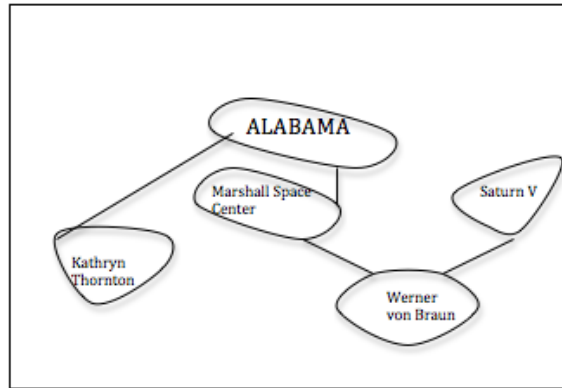 ALABAMA
Marshall Space
Center
Saturn V
Kathryn
Thornton
Werner
von Braun